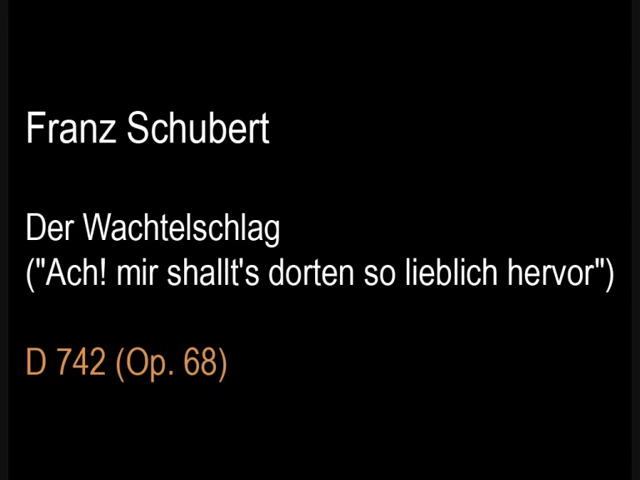 Franz Schubert
Der Wachtelschlag
("Ach! mir shallt's dorten so lieblich hervor")
D 742 (Op. 68)